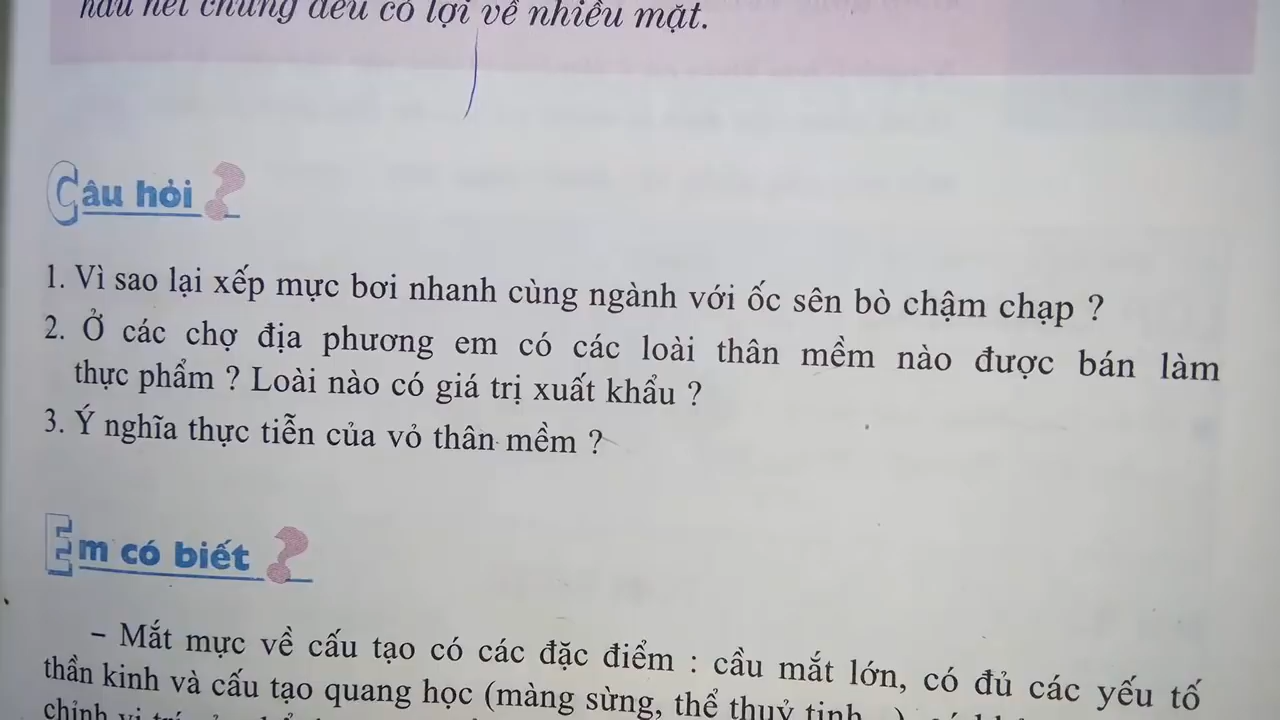 hầu hết chúng đều có lợi về nhiều mặt.
Câu hỏi ?
1. Vì sao lại xếp mực bơi nhanh cùng ngành với ốc sên bò chậm chạp ?
2. Ở các chợ địa phương em có các loài thân mềm nào được bán làm
thực phẩm ? Loài nào có giá trị xuất khẩu ?
3. Ý nghĩa thực tiễn của vỏ thân mềm ?
Em có biết ?
– Mắt mực về cấu tạo có các đặc điểm : cầu mắt lớn, có đủ các yếu tố
thần kinh và cấu tạo quang học (màng sừng, thể thuỷ tinh...)
chỉnh vị trí